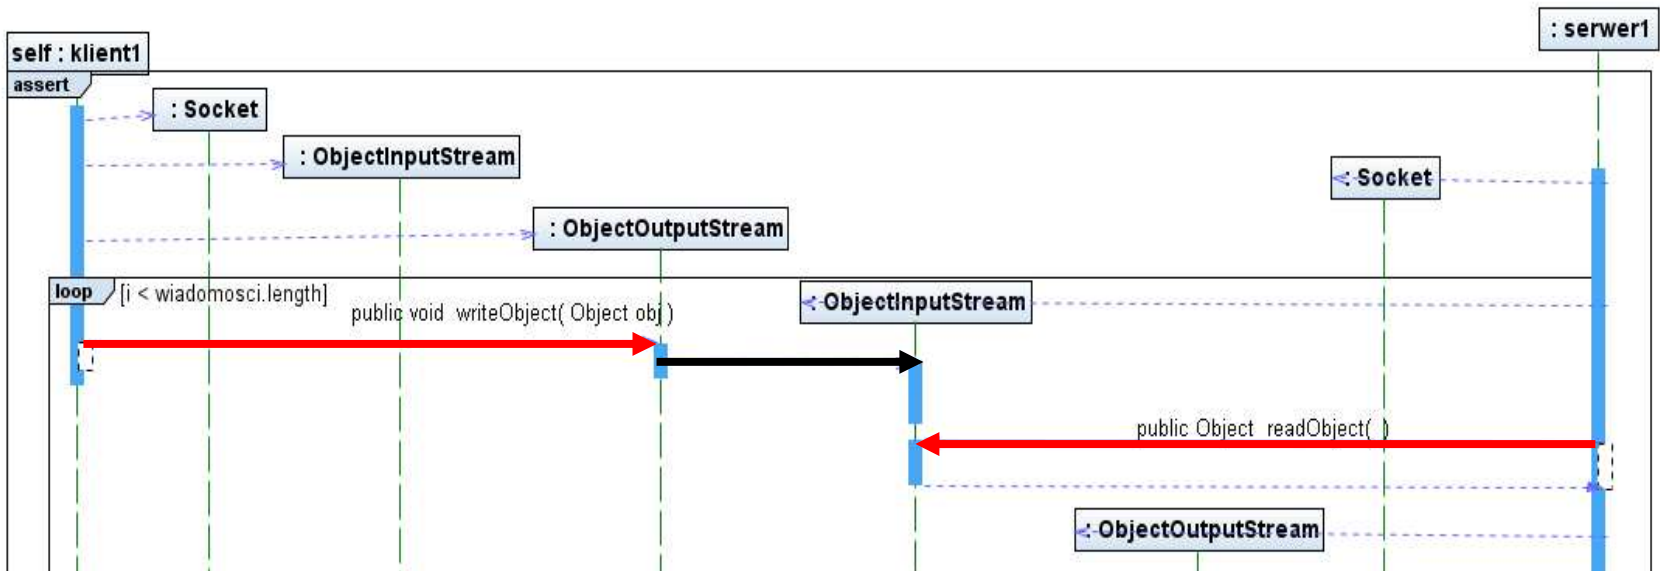 : serwer1
self : klient1
assert
: Socket
: ObjectInputStream
: Socket
: ObjectOutputStream
loop [i < wiadomosci.length]
: ObjectInputStream
public void writeObject( Object obj )
public Object readObject( )
: ObjectOutputStream